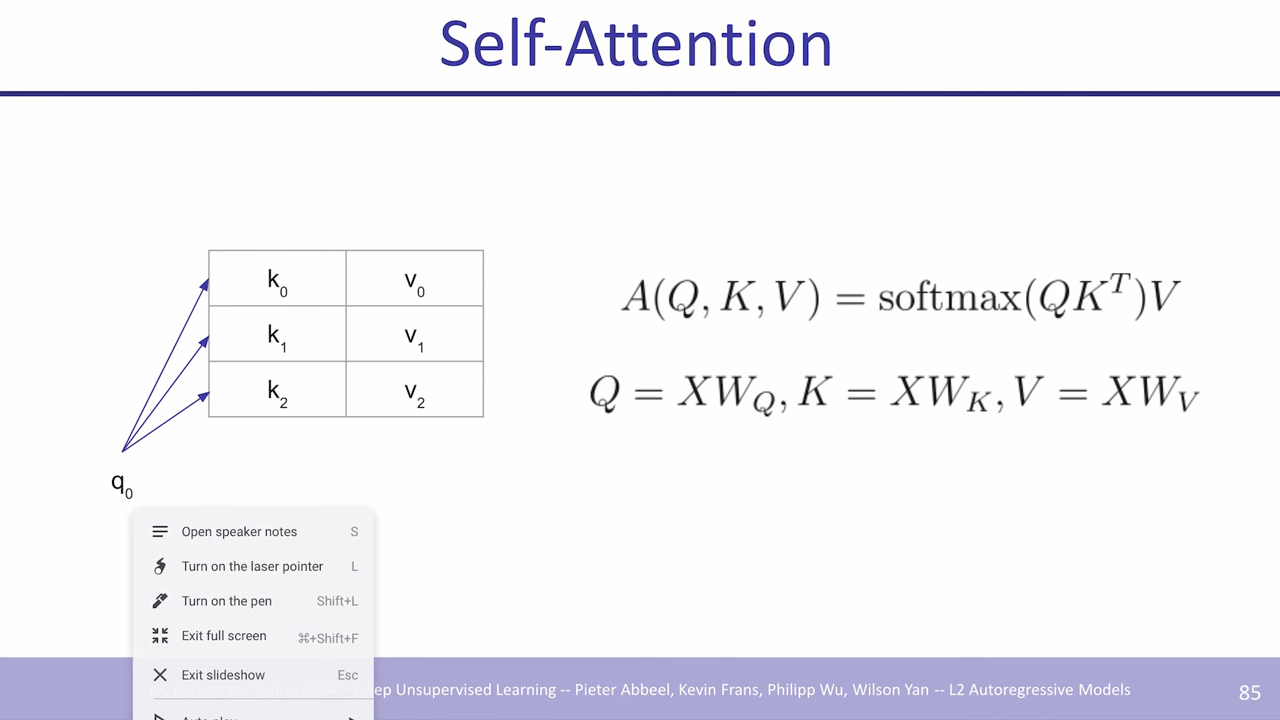 Self-Attention
k0 v0
k1 v1
k2 v2
q0
A(Q, K, V) = softmax(QK^T)V
Q = XW_Q, K = XW_K, V = XW_V
Open speaker notes S
Turn on the laser pointer L
Turn on the pen Shift+L
Exit full screen ⌘+Shift+F
Exit slideshow Esc
Deep Unsupervised Learning -- Pieter Abbeel, Kevin Frans, Philipp Wu, Wilson Yan -- L2 Autoregressive Models
85